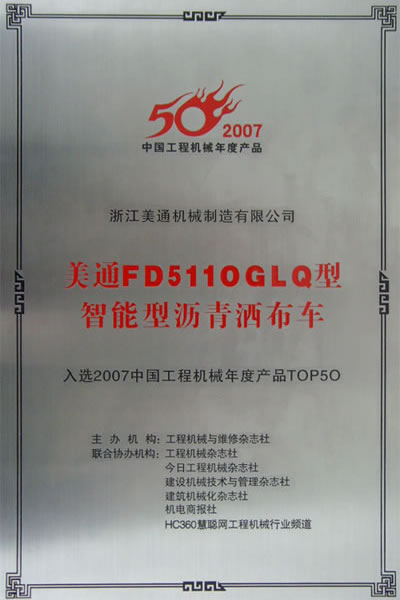 50 2007
中国工程机械年度产品
浙江美通机械制造有限公司
美通FD5110GLQ型
智能型沥青洒布车
入选2007中国工程机械年度产品TOP50
主办机构：工程机械与维修杂志社
联合协办机构：工程机械杂志社
今日工程机械杂志社
建设机械技术与管理杂志社
建筑机械化杂志社
机电商报社
HC360慧聪网工程机械行业频道